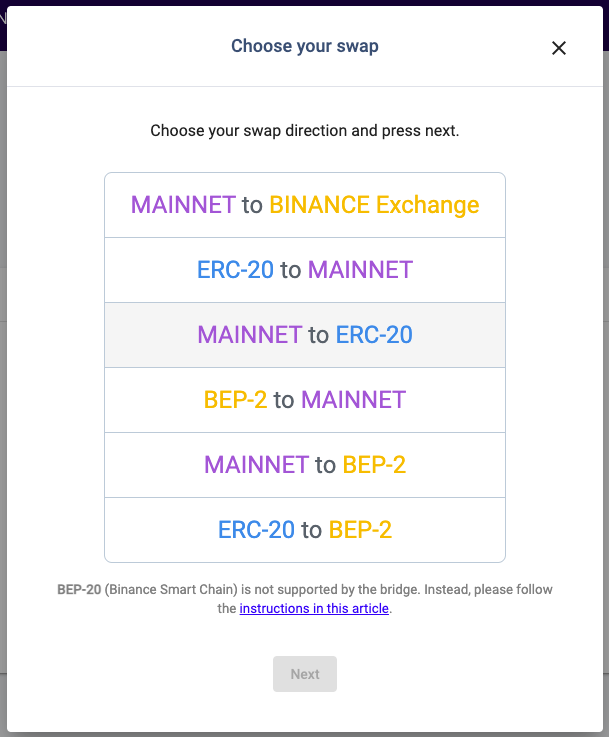 N
Choose your swap
Choose your swap direction and press next.
MAINNET to BINANCE Exchange
ERC-20 to MAINNET
MAINNET to ERC-20
BEP-2 to MAINNET
MAINNET to BEP-2
ERC-20 to BEP-2
BEP-20 (Binance Smart Chain) is not supported by the bridge. Instead, please follow
the instructions in this article.
Next